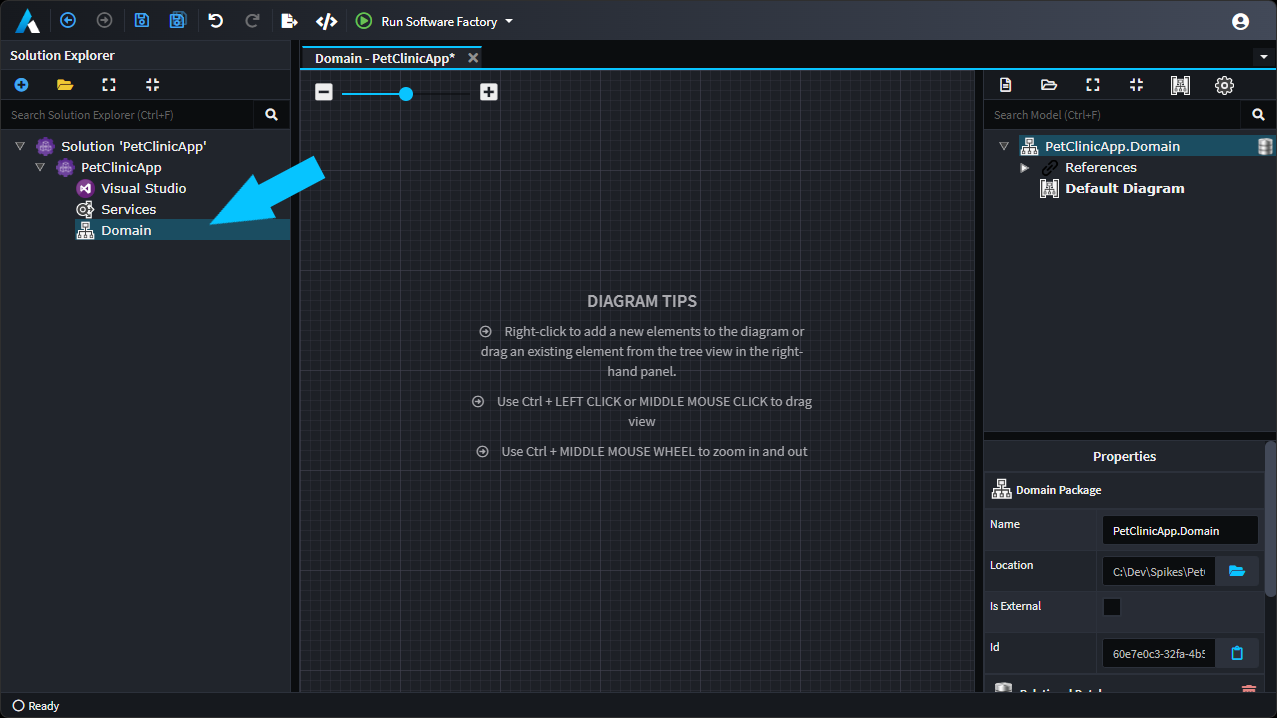 Run Software Factory
Solution Explorer
Search Solution Explorer (Ctrl+F)
Solution 'PetClinicApp'
PetClinicApp
Visual Studio
Services
Domain
Domain - PetClinicApp*
DIAGRAM TIPS
Right-click to add a new elements to the diagram or
drag an existing element from the tree view in the right-
hand panel.
Use Ctrl + LEFT CLICK or MIDDLE MOUSE CLICK to drag
view
Use Ctrl + MIDDLE MOUSE WHEEL to zoom in and out
Search Model (Ctrl+F)
PetClinicApp.Domain
References
Default Diagram
Properties
Domain Package
Name
PetClinicApp.Domain
Location
C:\Dev\Spikes\Pet
Is External
Id
60e7e0c3-32fa-4b5
Ready